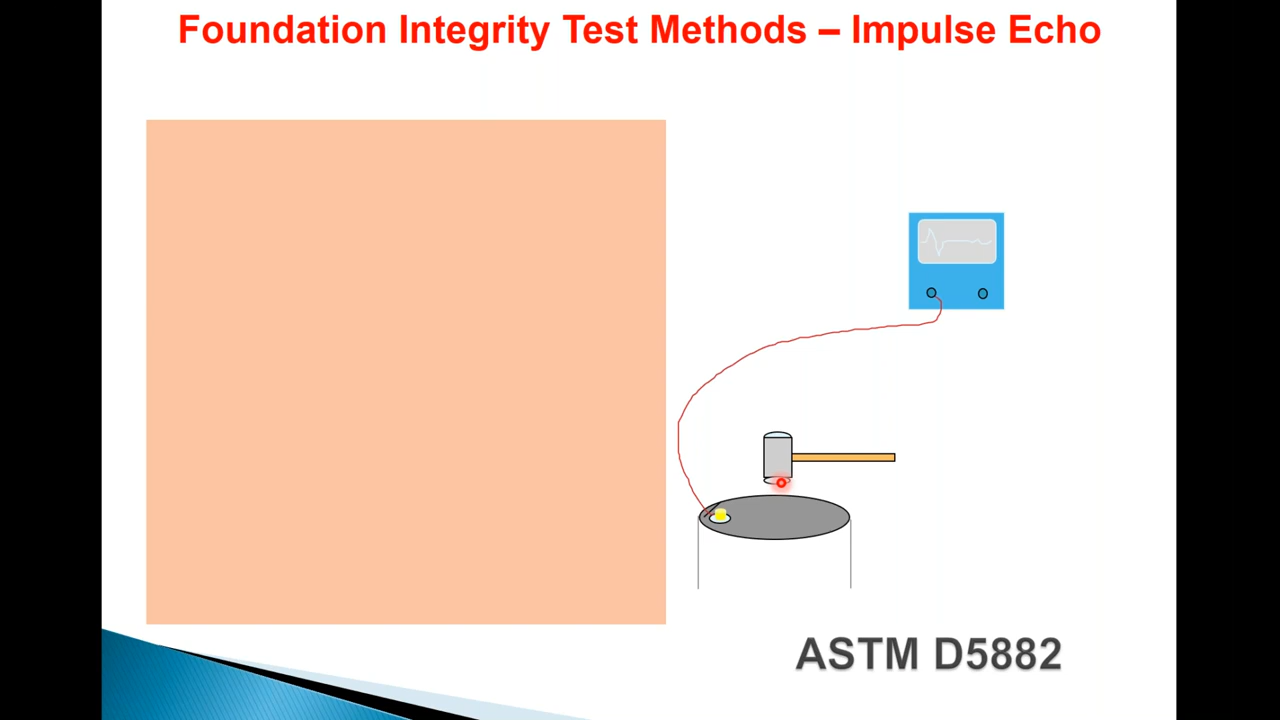 Foundation Integrity Test Methods – Impulse Echo
ASTM D5882